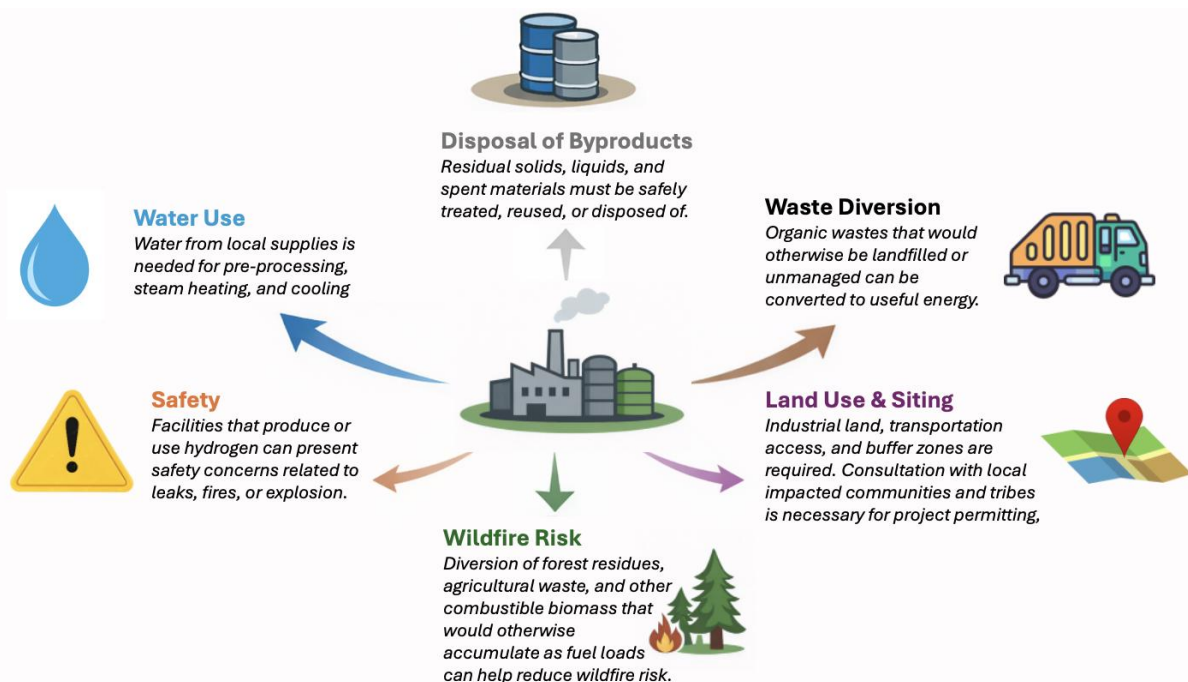 Disposal of Byproducts
Residual solids, liquids, and
spent materials must be safely
treated, reused, or disposed of.
Water Use
Water from local supplies is
needed for pre-processing,
steam heating, and cooling
Waste Diversion
Organic wastes that would
otherwise be landfilled or
unmanaged can be
converted to useful energy.
Safety
Facilities that produce or
use hydrogen can present
safety concerns related to
leaks, fires, or explosion.
Land Use & Siting
Industrial land, transportation
access, and buffer zones are
required. Consultation with local
impacted communities and tribes
is necessary for project permitting,
Wildfire Risk
Diversion of forest residues,
agricultural waste, and other
combustible biomass that
would otherwise
accumulate as fuel loads
can help reduce wildfire risk.